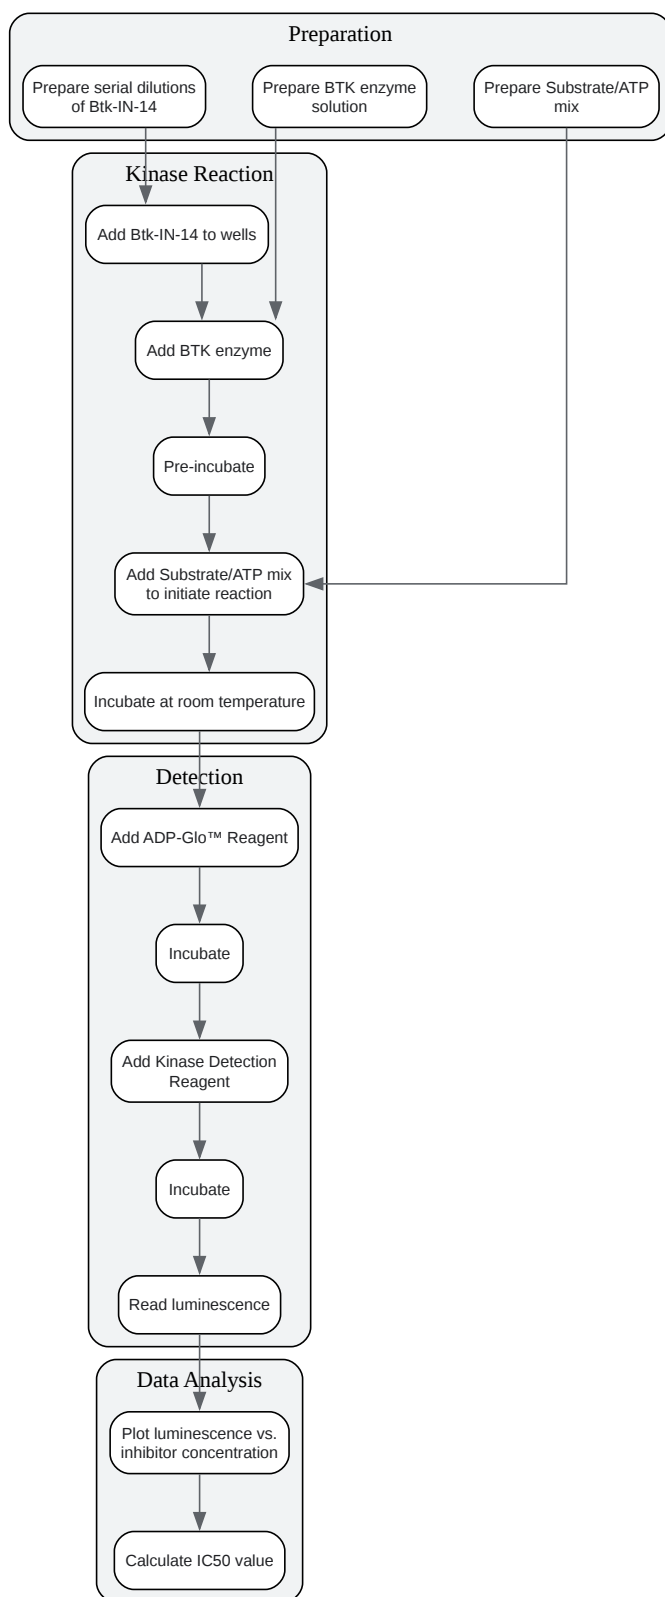 Preparation
Prepare serial dilutions
of Btk-IN-14
Prepare BTK enzyme
solution
Prepare Substrate/ATP
mix
Kinase Reaction
Add Btk-IN-14 to wells
Add BTK enzyme
Pre-incubate
Add Substrate/ATP mix
to initiate reaction
Incubate at room temperature
Detection
Add ADP-Glo™ Reagent
Incubate
Add Kinase Detection
Reagent
Incubate
Read luminescence
Data Analysis
Plot luminescence vs.
inhibitor concentration
Calculate IC50 value